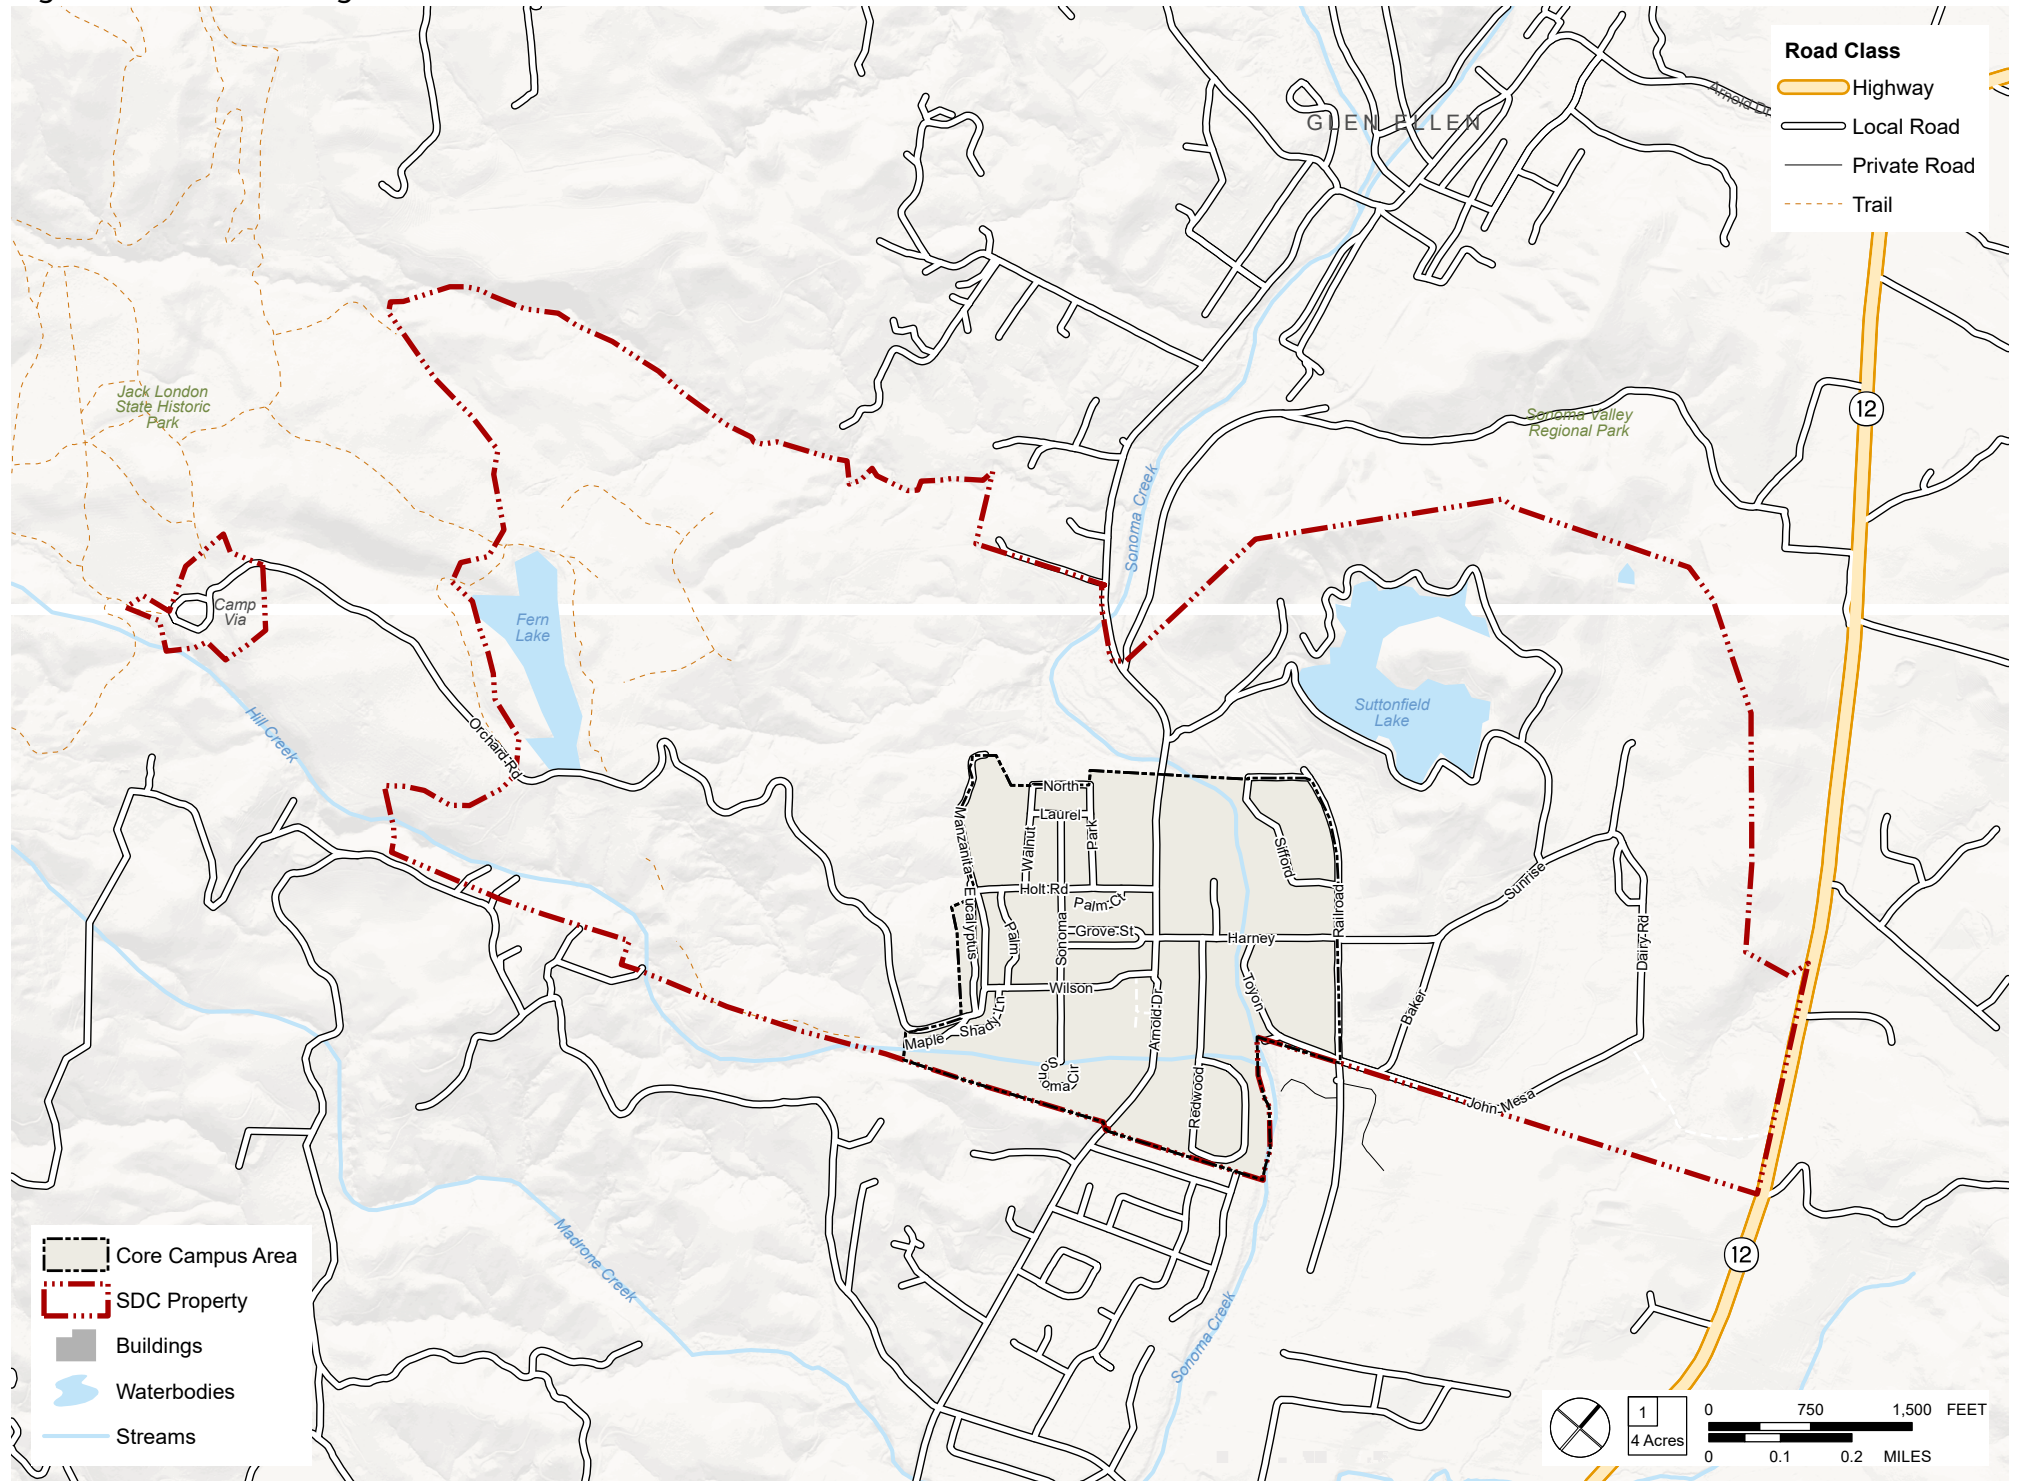 Road Class
Highway
Local Road
Private Road
Trail
Arnold Dr
GLEN ELLEN
Jack London
State Historic
Park
12
Sonoma Valley
Regional Park
Sonoma Creek
Camp
Via
Fern
Lake
Suttonfield
Lake
Hill Creek
Orchard Rd
North
Laurel
Park
Walnut
Manzanita
Sifford
Holt Rd
Palm Ct
Eucalyptus
Palm
Sonoma
Grove St
Harney
Railroad
Sunrise
Dairy Rd
Wilson
Toyon
Baker
Arnold Dr
Shady Ln
Maple
Sonoma Cir
Redwood
John Mesa
Madrone Creek
Sonoma Creek
12
Core Campus Area
SDC Property
Buildings
Waterbodies
Streams
1
4 Acres
0 750 1,500 FEET
0 0.1 0.2 MILES